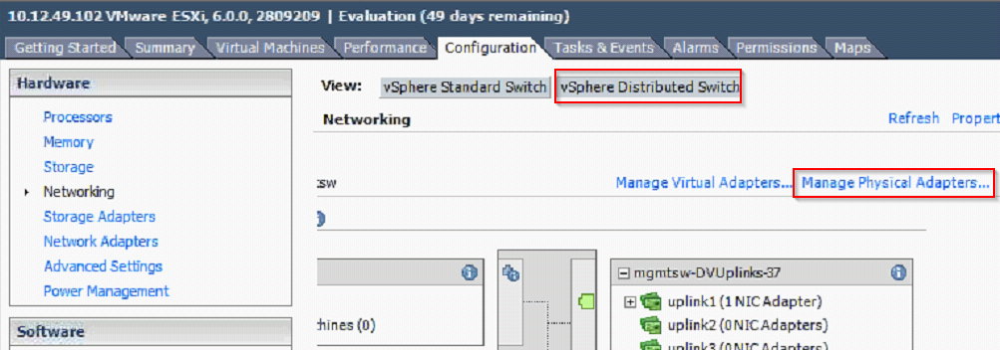 10.12.49.102 VMware ESXi, 6.0.0, 2809209 | Evaluation (49 days remaining)
Getting Started Summary Virtual Machines Performance Configuration Tasks & Events Alarms Permissions Maps
Hardware
Processors
Memory
Storage
Networking
Storage Adapters
Network Adapters
Advanced Settings
Power Management
Software
View: vSphere Standard Switch vSphere Distributed Switch
Networking
Refresh Propert
tsw Manage Virtual Adapters... Manage Physical Adapters...
mgmtsw-DVUplinks-37
hines (0)
uplink1 (1 NIC Adapter)
uplink2 (0 NIC Adapters)
uplink3 (0 NIC Adapters)